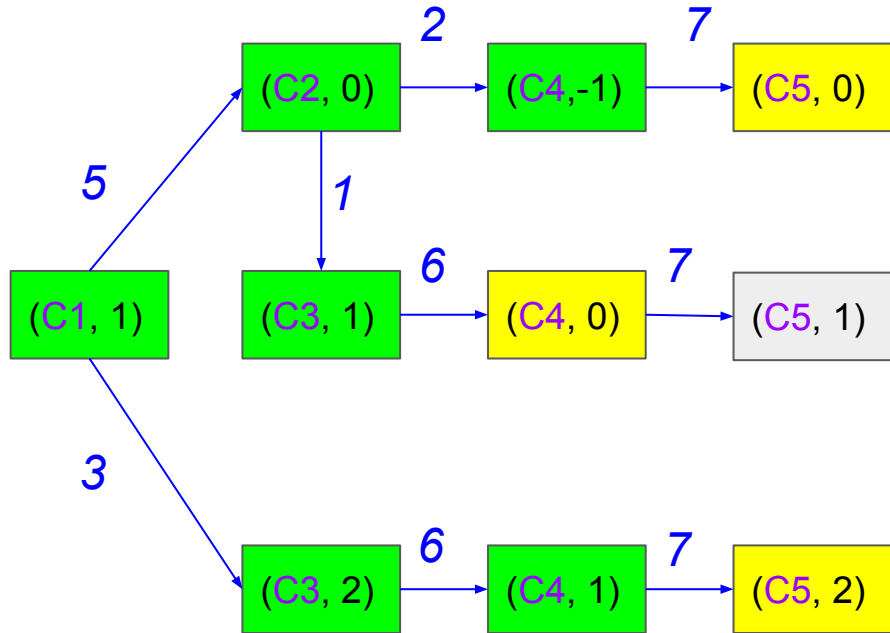 2 7
(C2, 0) (C4,-1) (C5, 0)
5 1
6 7
(C1, 1) (C3, 1) (C4, 0) (C5, 1)
3
6 7
(C3, 2) (C4, 1) (C5, 2)